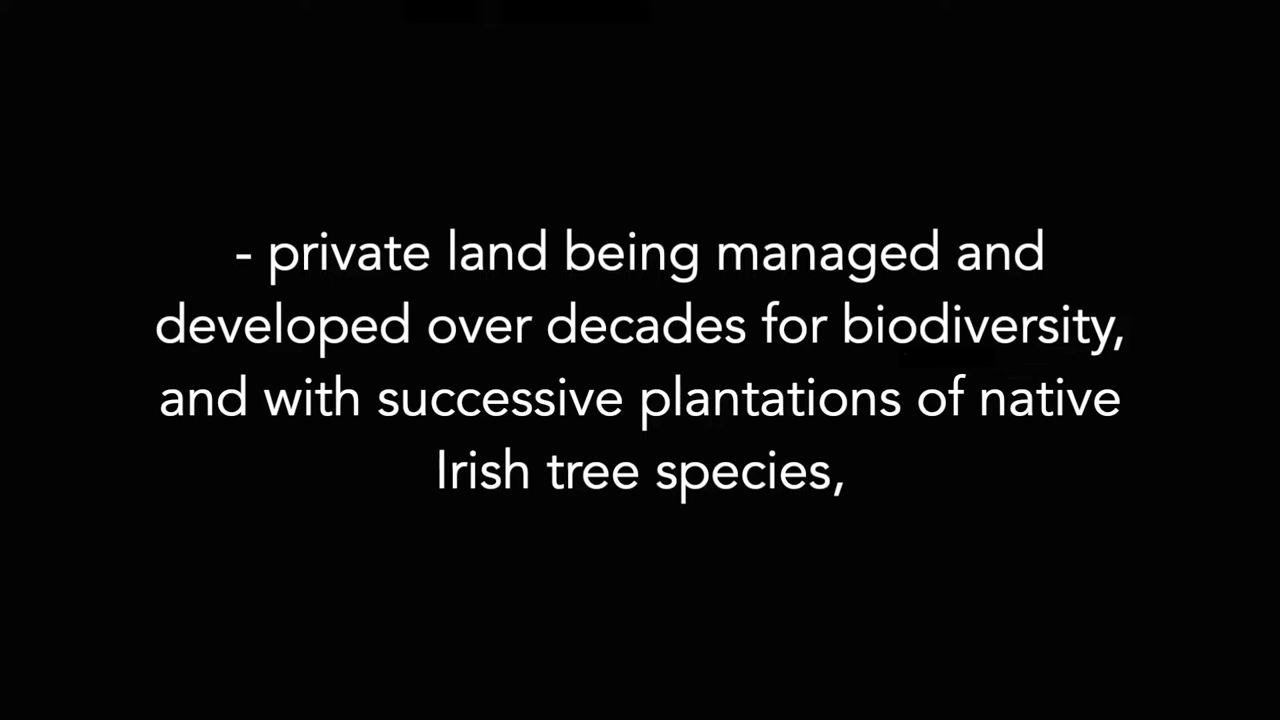 - private land being managed and
developed over decades for biodiversity,
and with successive plantations of native
Irish tree species,